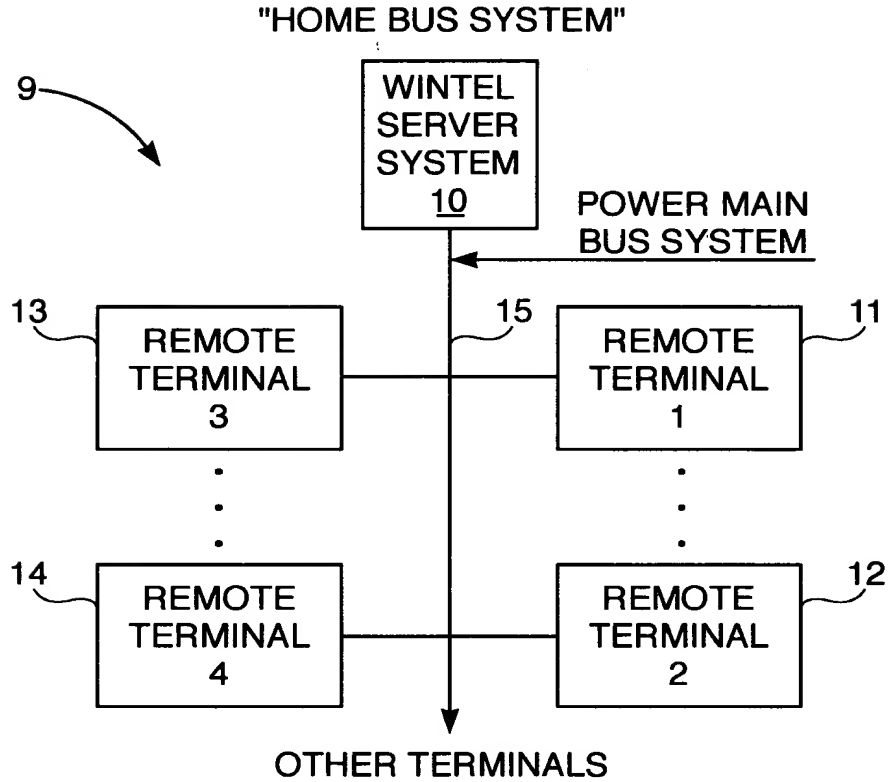 "HOME BUS SYSTEM"
9
WINTEL
SERVER
SYSTEM
10
POWER MAIN
BUS SYSTEM
13
15
11
REMOTE
TERMINAL
3
REMOTE
TERMINAL
1
14
12
REMOTE
TERMINAL
4
REMOTE
TERMINAL
2
OTHER TERMINALS